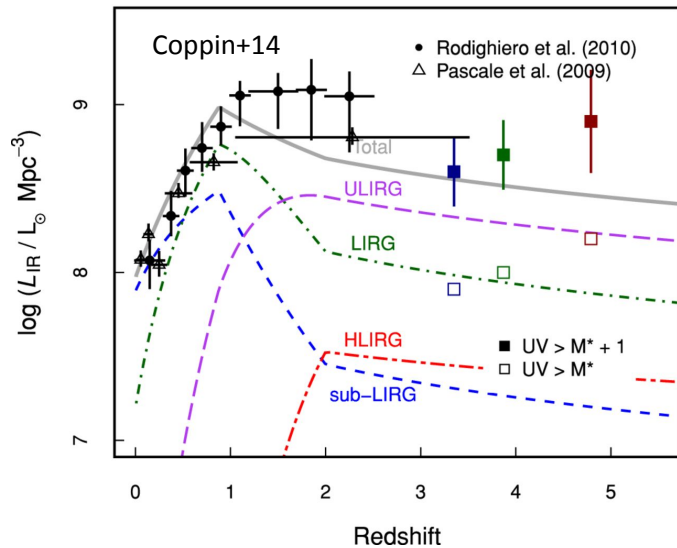 Coppin+14
Rodighiero et al. (2010)
Pascale et al. (2009)
log (L_IR / L_⊙ Mpc⁻³)
9
8
7
Total
ULIRG
LIRG
HLIRG
sub−LIRG
UV > M* + 1
UV > M*
0 1 2 3 4 5
Redshift